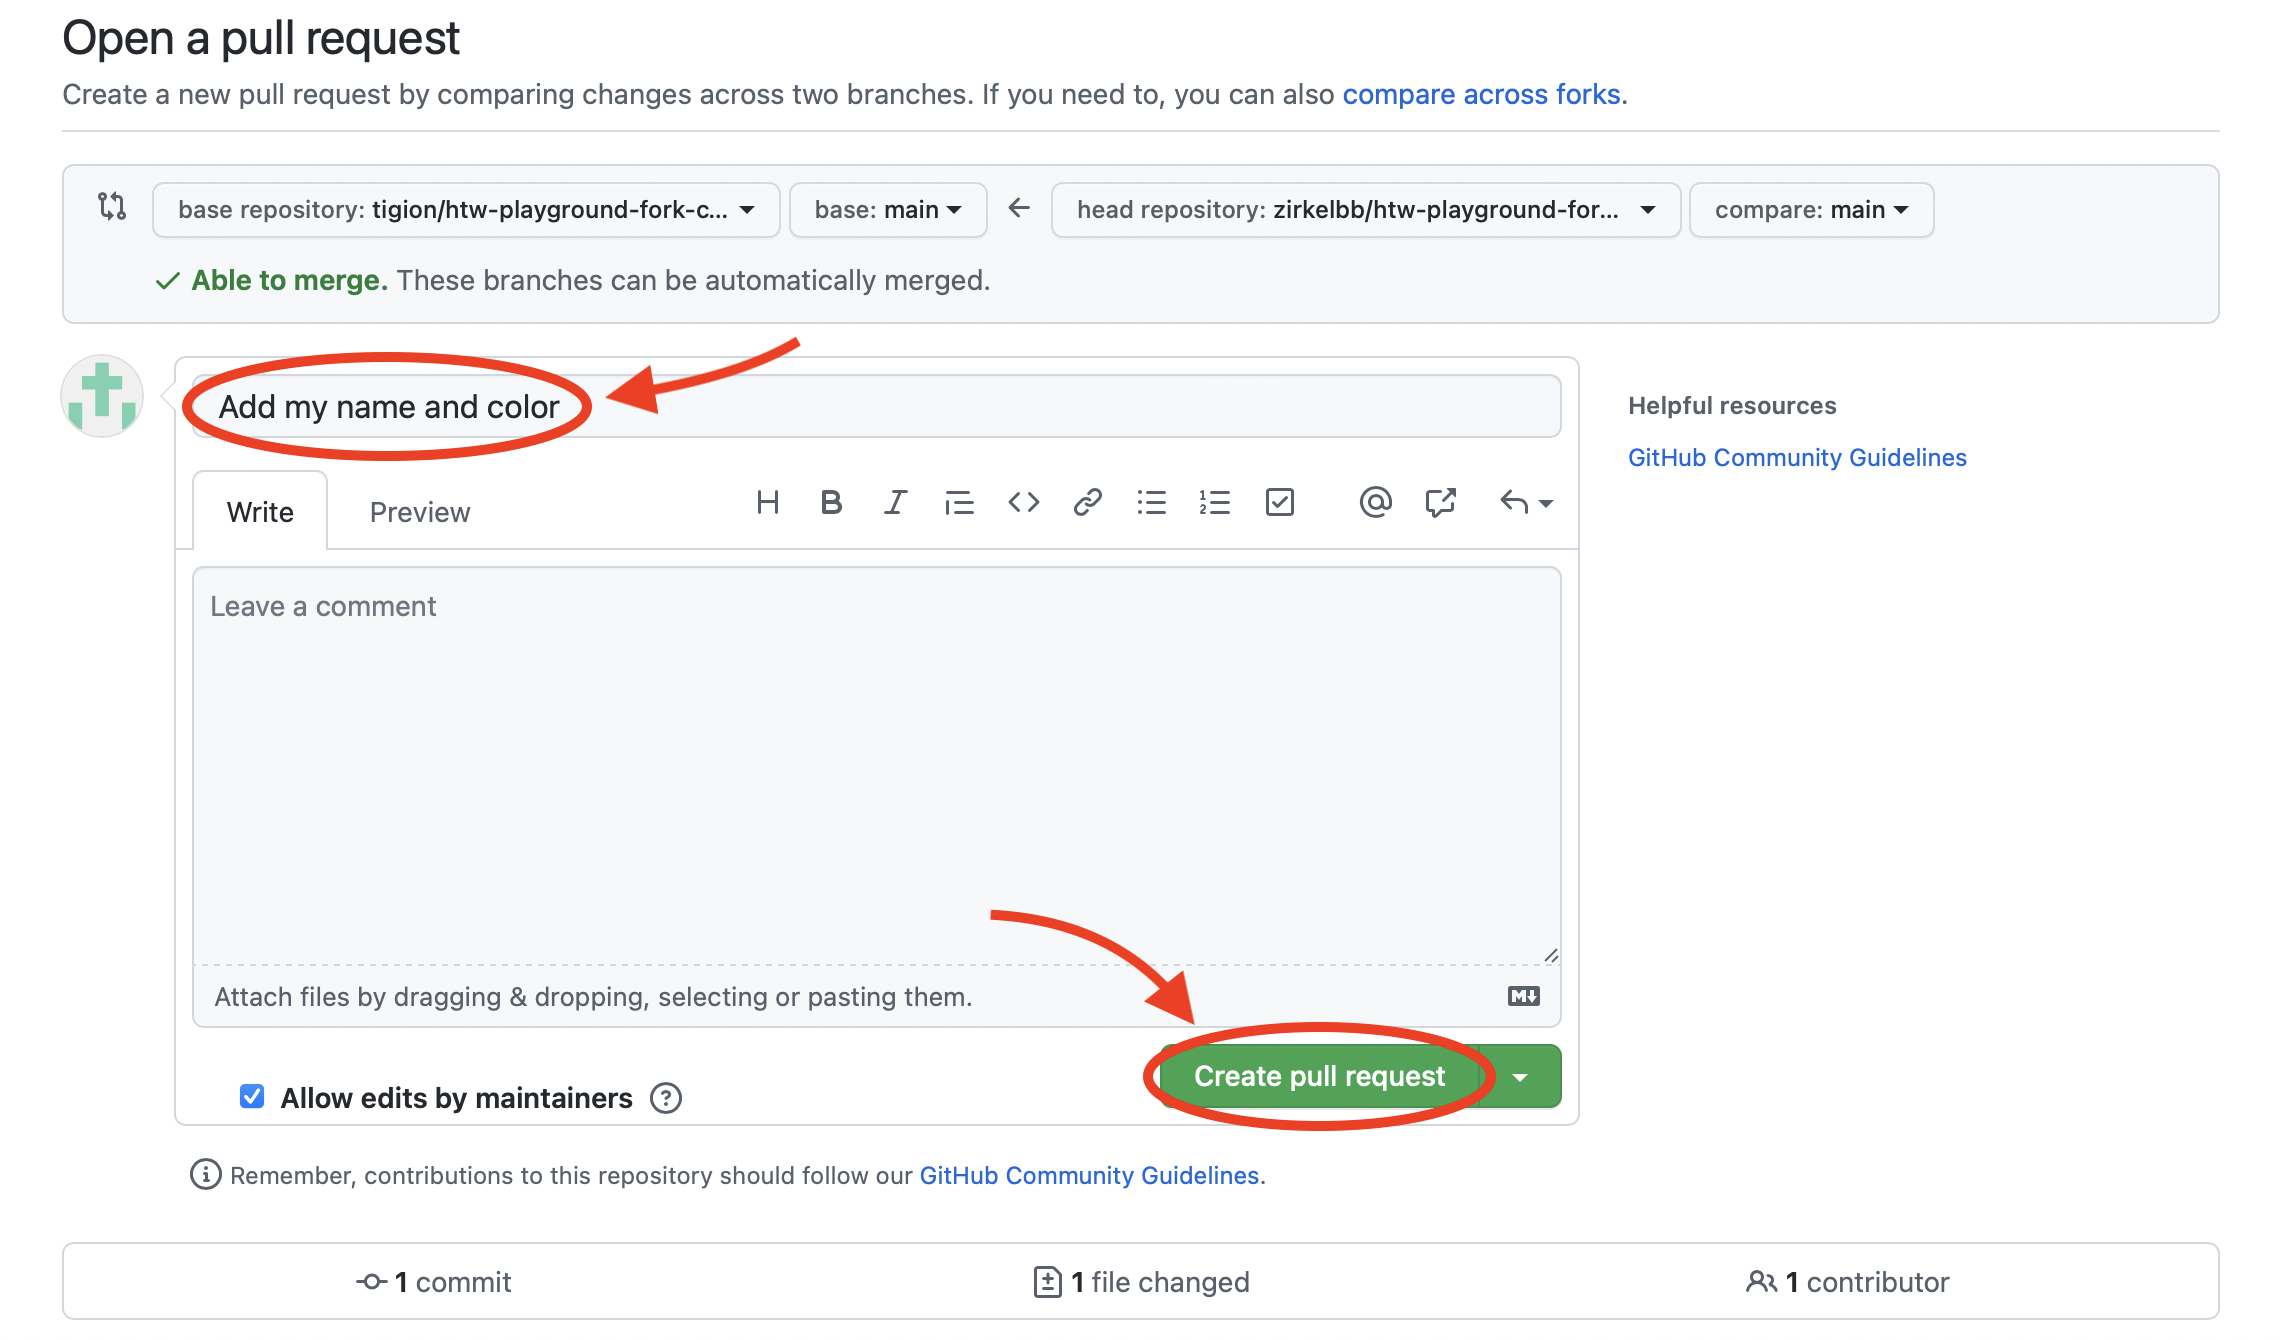 Open a pull request
Create a new pull request by comparing changes across two branches. If you need to, you can also compare across forks.
base repository: tigion/htw-playground-fork-c... base: main head repository: zirkelbb/htw-playground-for... compare: main
Able to merge. These branches can be automatically merged.
Add my name and color
Helpful resources
GitHub Community Guidelines
Write Preview
Leave a comment
Attach files by dragging & dropping, selecting or pasting them.
Create pull request
Allow edits by maintainers
Remember, contributions to this repository should follow our GitHub Community Guidelines.
1 commit 1 file changed 1 contributor